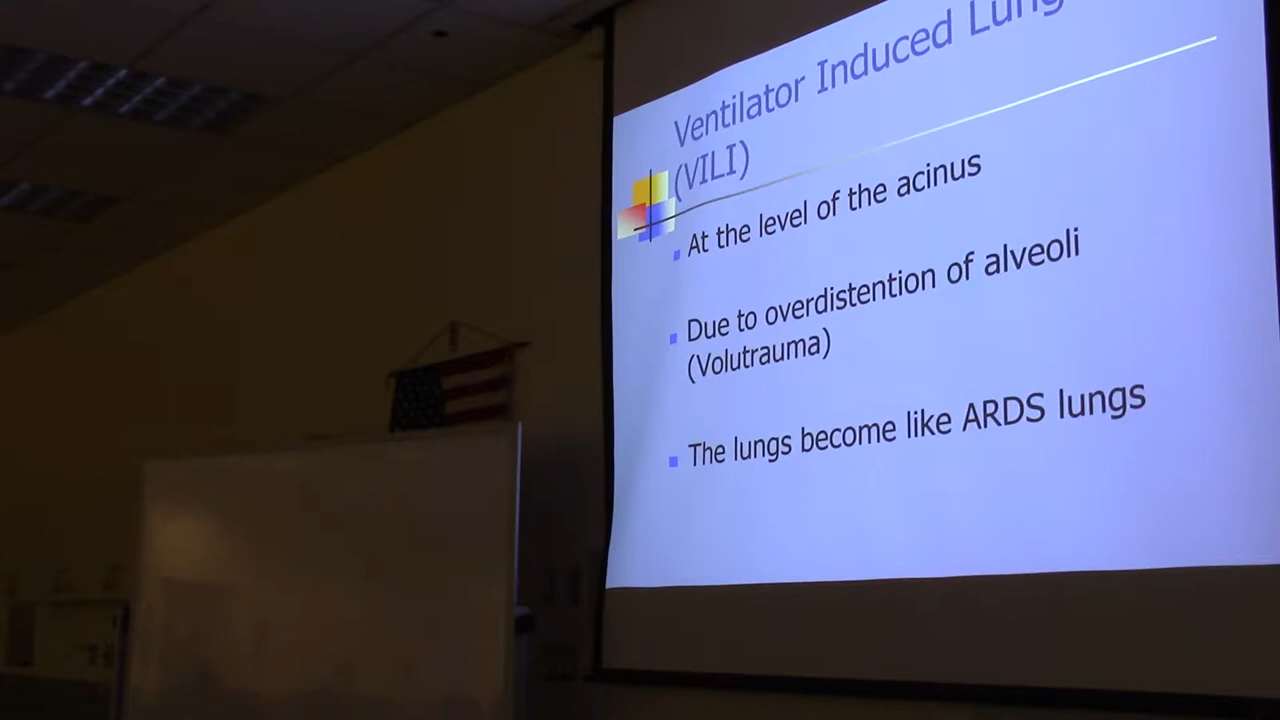 Ventilator Induced Lung
(VILI)
At the level of the acinus
Due to overdistention of alveoli
(Volutrauma)
The lungs become like ARDS lungs